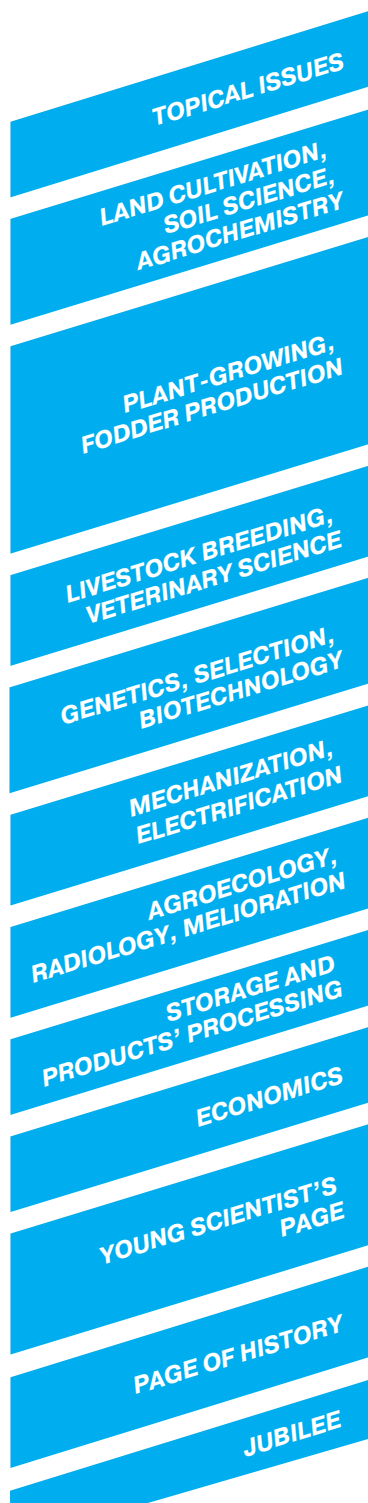 TOPICAL ISSUES
LAND CULTIVATION,
SOIL SCIENCE,
AGROCHEMISTRY
PLANT-GROWING,
FODDER PRODUCTION
LIVESTOCK BREEDING,
VETERINARY SCIENCE
GENETICS, SELECTION,
BIOTECHNOLOGY
MECHANIZATION,
ELECTRIFICATION
AGROECOLOGY,
RADIOLOGY, MELIORATION
STORAGE AND
PRODUCTS' PROCESSING
ECONOMICS
YOUNG SCIENTIST'S
PAGE
PAGE OF HISTORY
JUBILEE